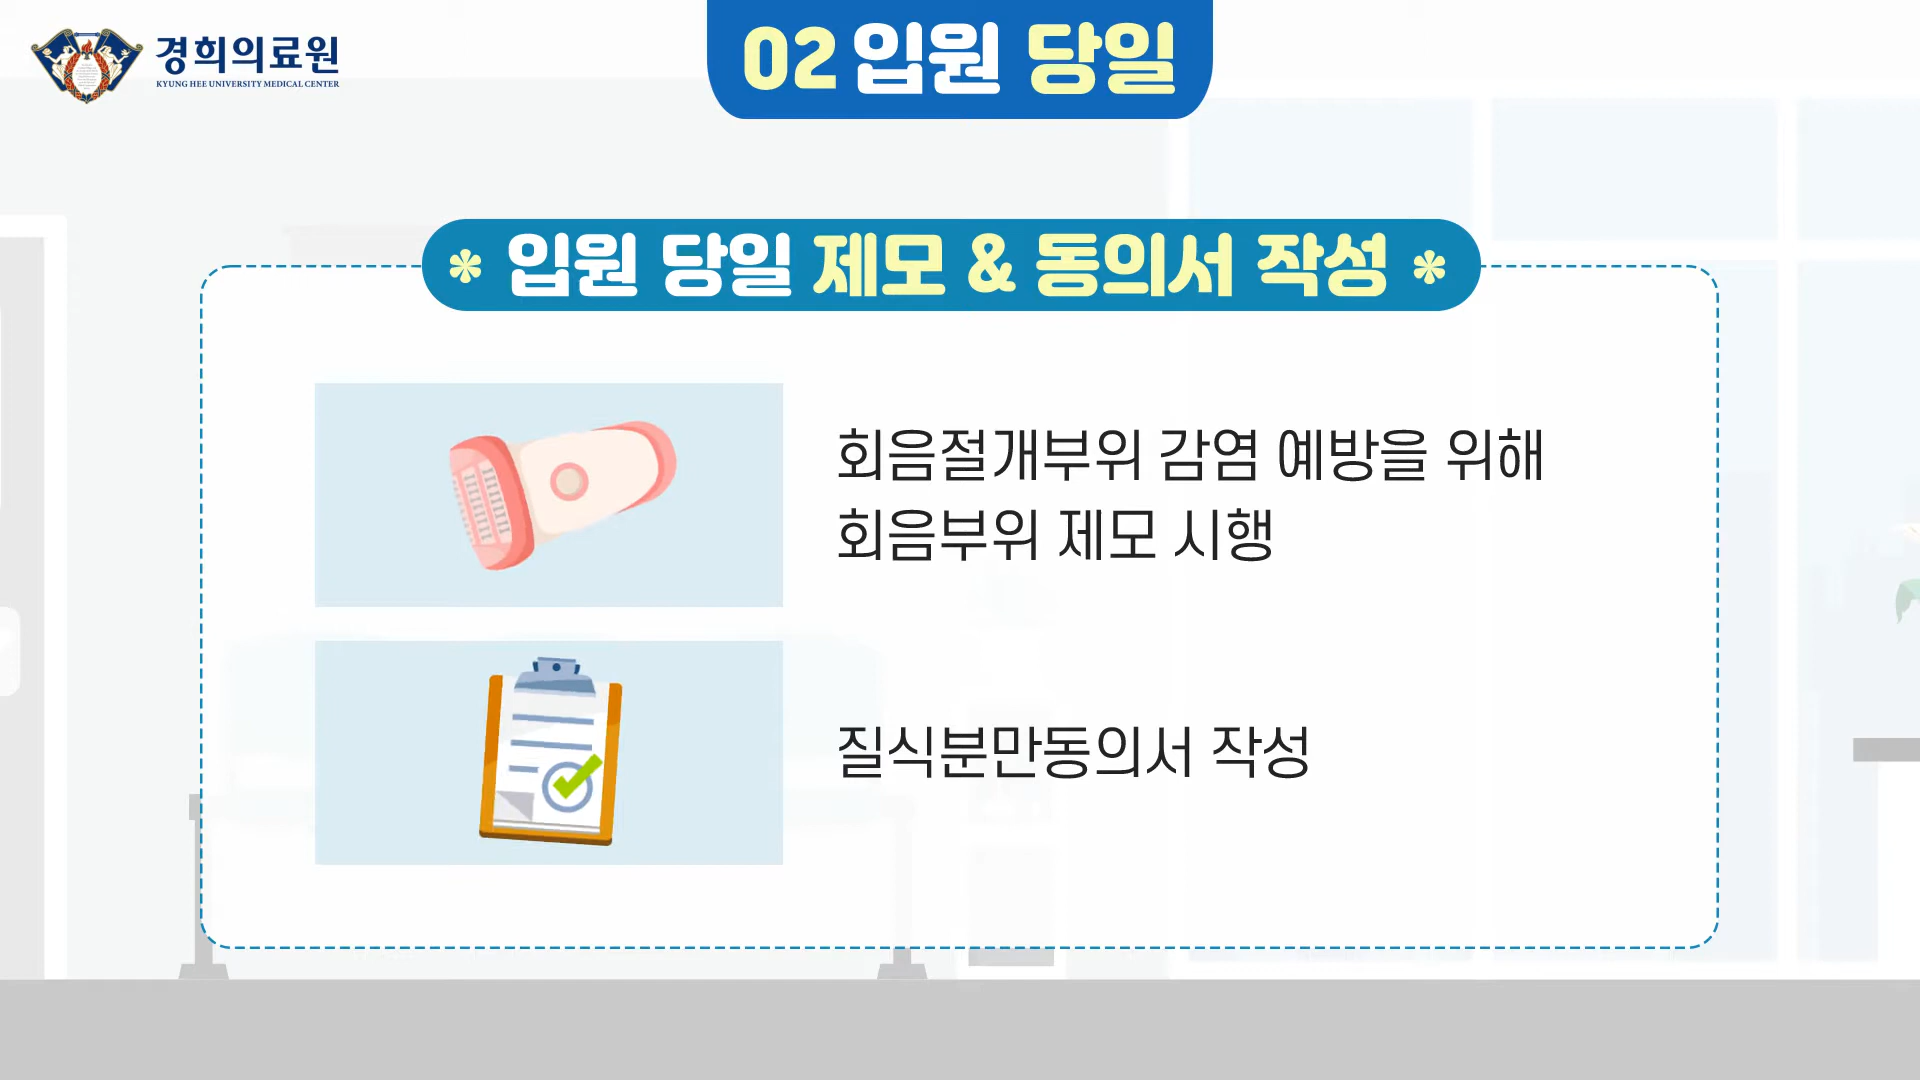 경희의료원
KYUNG HEE UNIVERSITY MEDICAL CENTER
02 입원 당일
* 입원 당일 제모 & 동의서 작성 *
회음절개부위 감염 예방을 위해
회음부위 제모 시행
질식분만동의서 작성